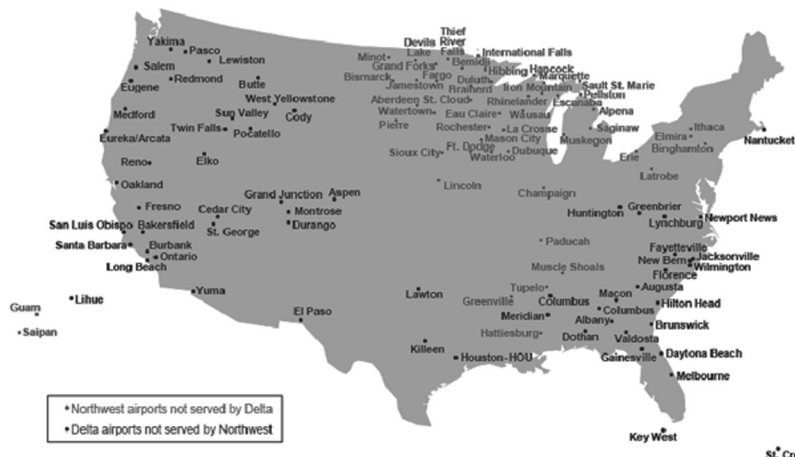 Thief
Devils River
Yakima Lake Falls International Falls
Pasco Minot Bemidji
Lewiston Grand Forks Hibbing Hancock
Salem Fargo Marquette
Redmond Butte Bismarck Duluth Sault St. Marie
Eugene Jamestown Brainerd Iron Mountain Pellston
West Yellowstone Aberdeen St. Cloud Rhinelander Escunaba
Medford Sun Valley Cody Watertown Eau Claire Wausau Alpena
Twin Falls Pocatello Pierre Rochester La Crosse Saginaw Ithaca
Eureka/Arcata Mason City Muskegon Elmira Nantucket
Reno Elko Sioux City Ft. Dodge Dubuque Binghamton
Waterloo Erie
Oakland Lincoln Latrobe
Grand Junction Aspen Champaign
Fresno Cedar City Montrose Huntington Greenbrier
San Luis Obispo Bakersfield St. George Durango Lynchburg Newport News
Santa Barbara Burbank Paducah Fayetteville
Ontario New Bern Jacksonville
Long Beach Muscle Shoals Florence Wilmington
Yuma Lawton Tupelo Macon Augusta
Lihue Greenville Columbus Hilton Head
Guam El Paso Meridian Albany Columbus
Saipan Hattiesburg Dothan Valdosta Brunswick
Killeen Gainesville Daytona Beach
Houston-HOU Melbourne
Northwest airports not served by Delta
Delta airports not served by Northwest
Key West
St. Cr